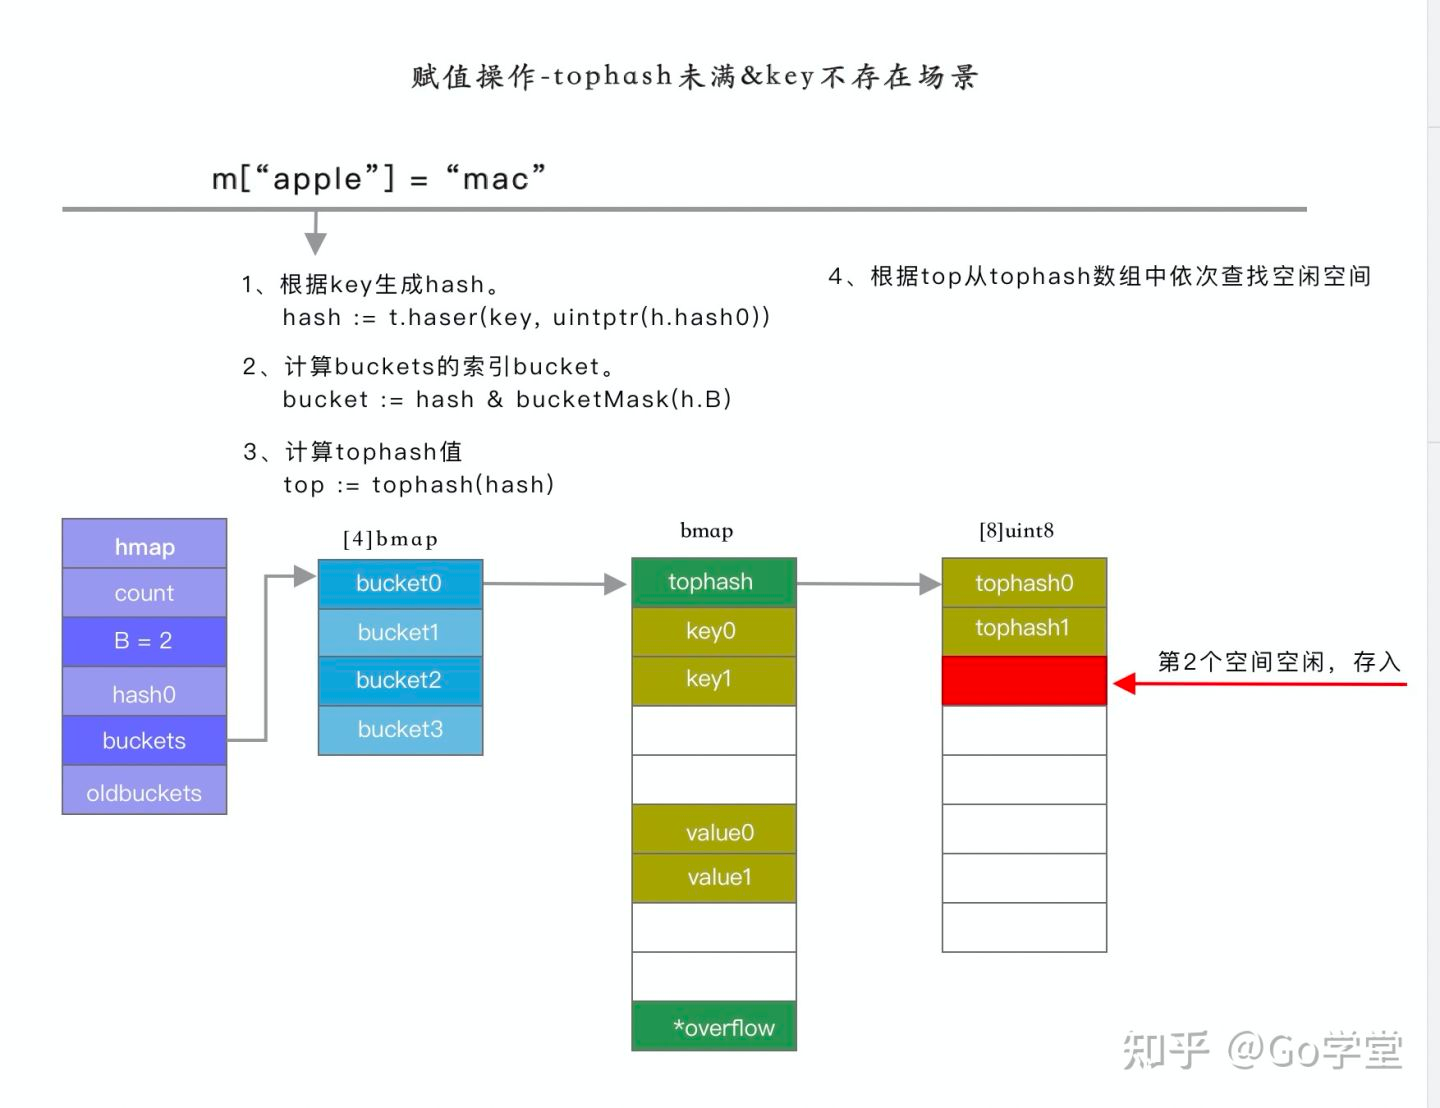 赋值操作-tophash未满&key不存在场景
m[“apple”] = “mac”
1、根据key生成hash。
hash := t.haser(key, uintptr(h.hash0))
2、计算buckets的索引bucket。
bucket := hash & bucketMask(h.B)
3、计算tophash值
top := tophash(hash)
4、根据top从tophash数组中依次查找空闲空间
hmap
count
B = 2
hash0
buckets
oldbuckets
[4]bmap
bucket0
bucket1
bucket2
bucket3
bmap
tophash
key0
key1
value0
value1
*overflow
[8]uint8
tophash0
tophash1
第2个空间空闲，存入
知乎 @Go学堂